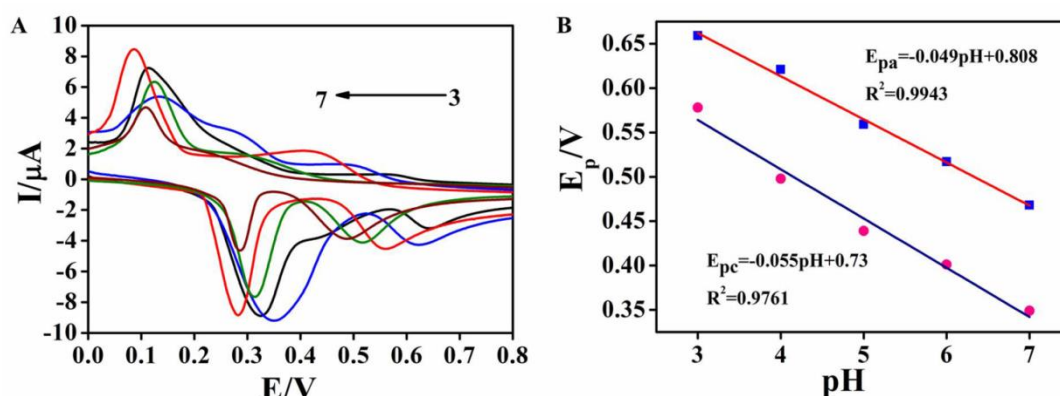 A
10
8
6
4
2
0
-2
-4
-6
-8
-10
I/µA
7
3
0.0 0.1 0.2 0.3 0.4 0.5 0.6 0.7 0.8
E/V
B
0.65
0.60
0.55
0.50
0.45
0.40
0.35
Ep/V
Epa=-0.049pH+0.808
R²=0.9943
Epc=-0.055pH+0.73
R²=0.9761
3 4 5 6 7
pH